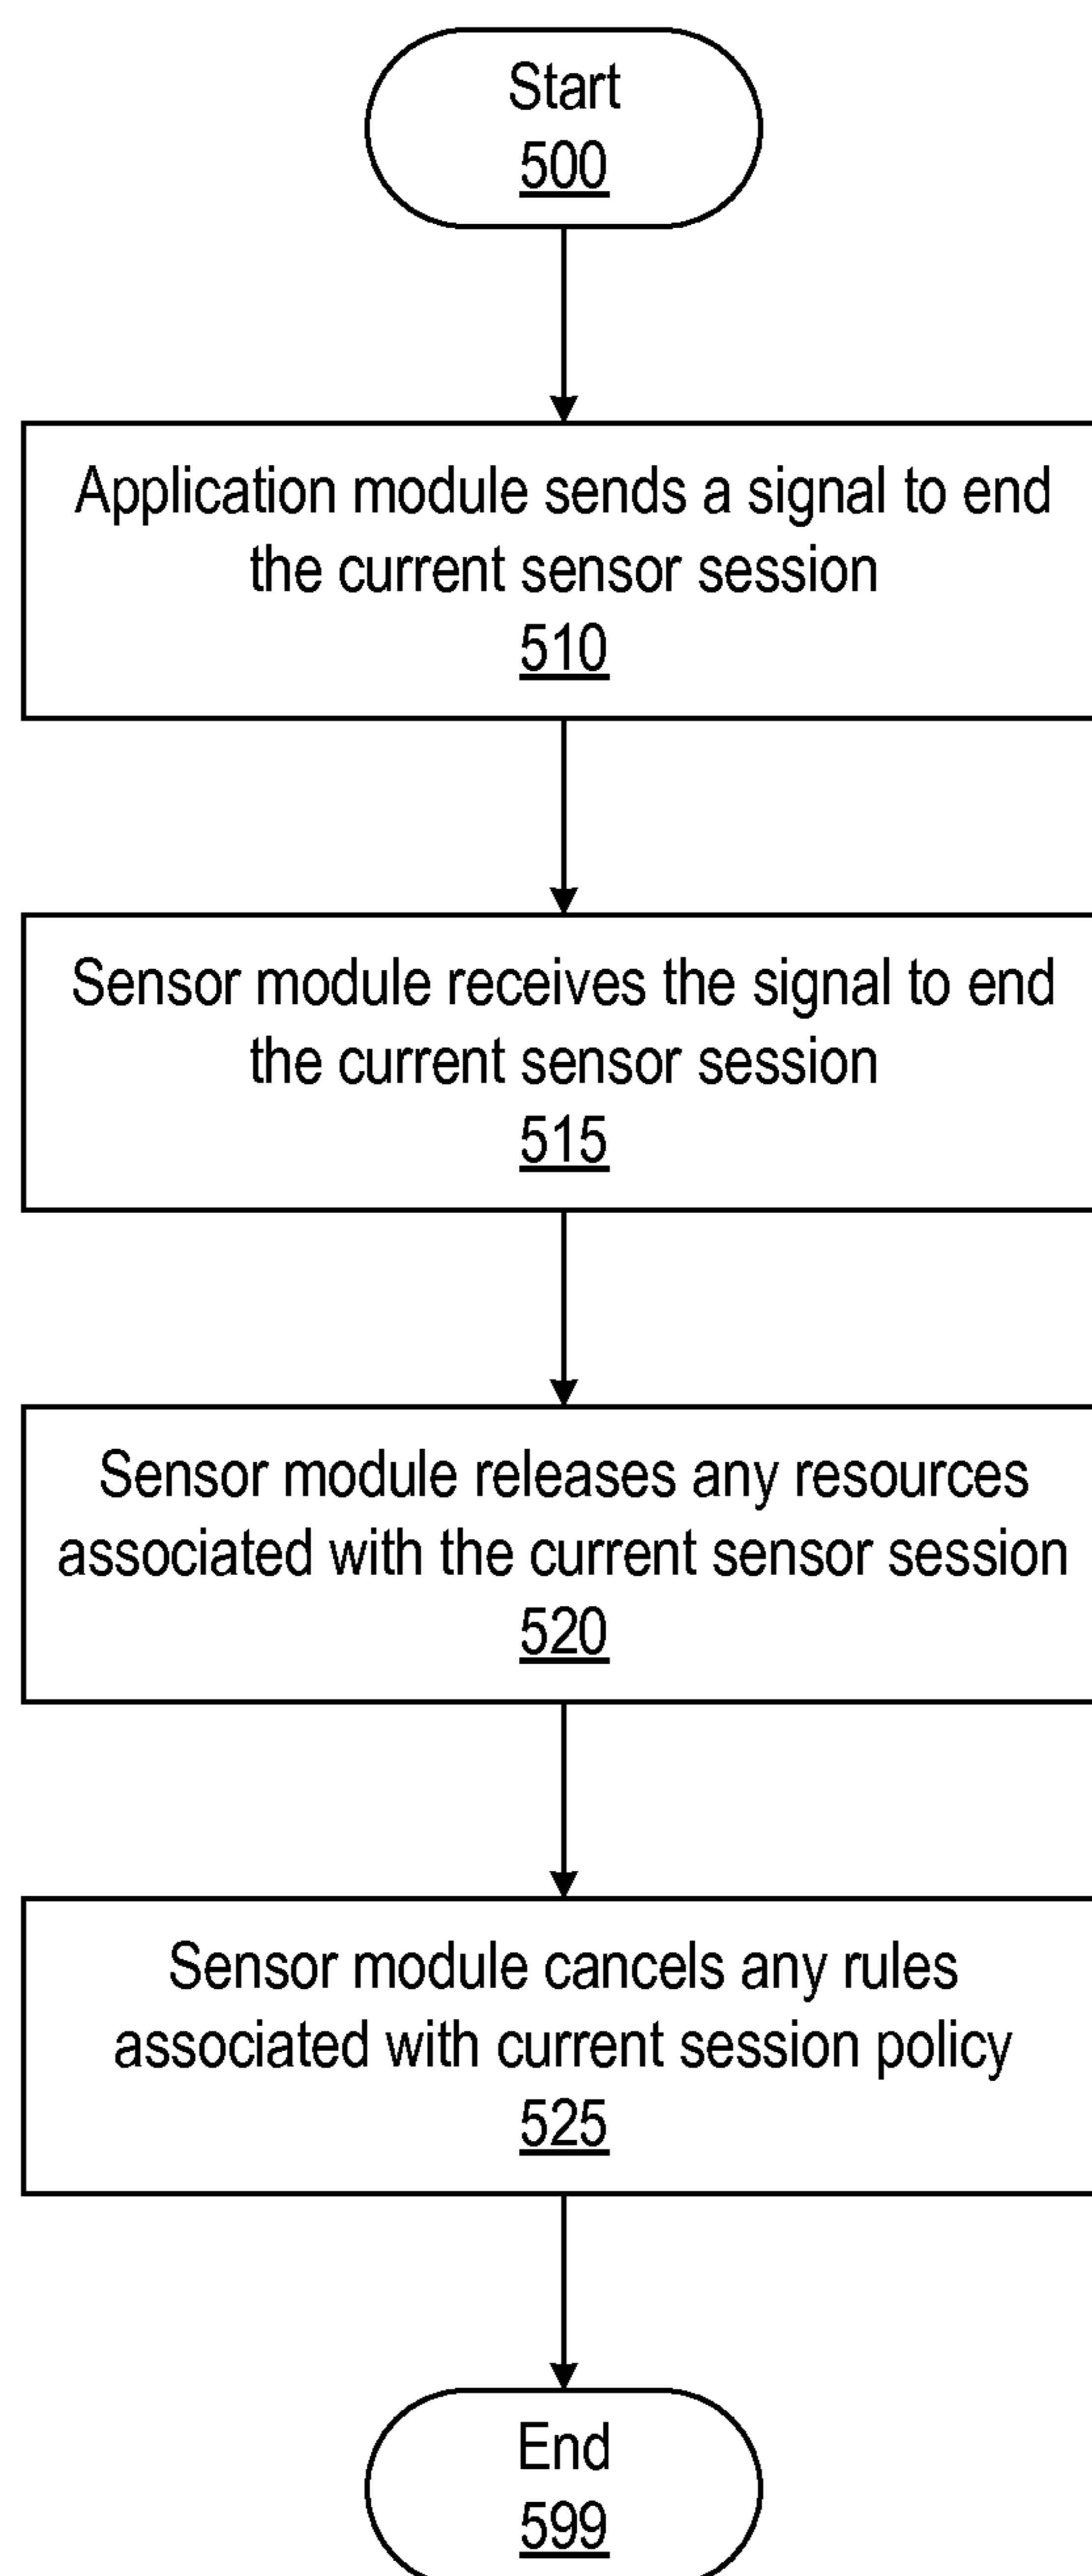 Start
500
Application module sends a signal to end
the current sensor session
510
Sensor module receives the signal to end
the current sensor session
515
Sensor module releases any resources
associated with the current sensor session
520
Sensor module cancels any rules
associated with current session policy
525
End
599